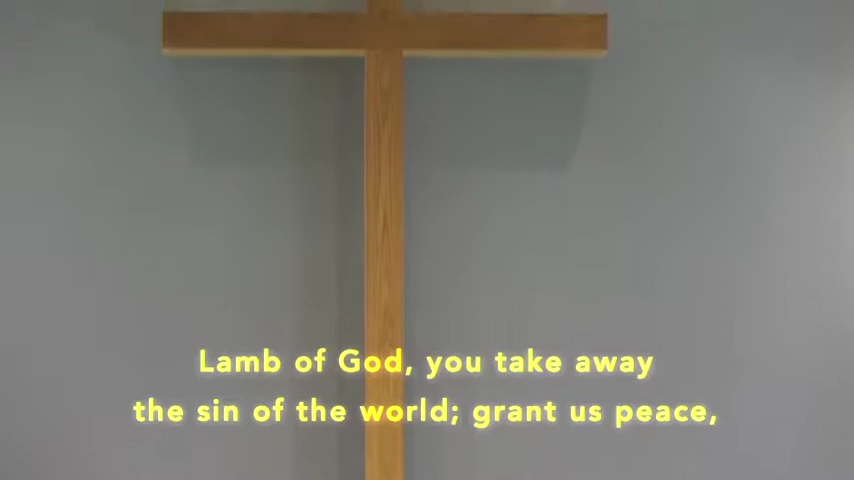 Lamb of God, you take away
the sin of the world; grant us peace,